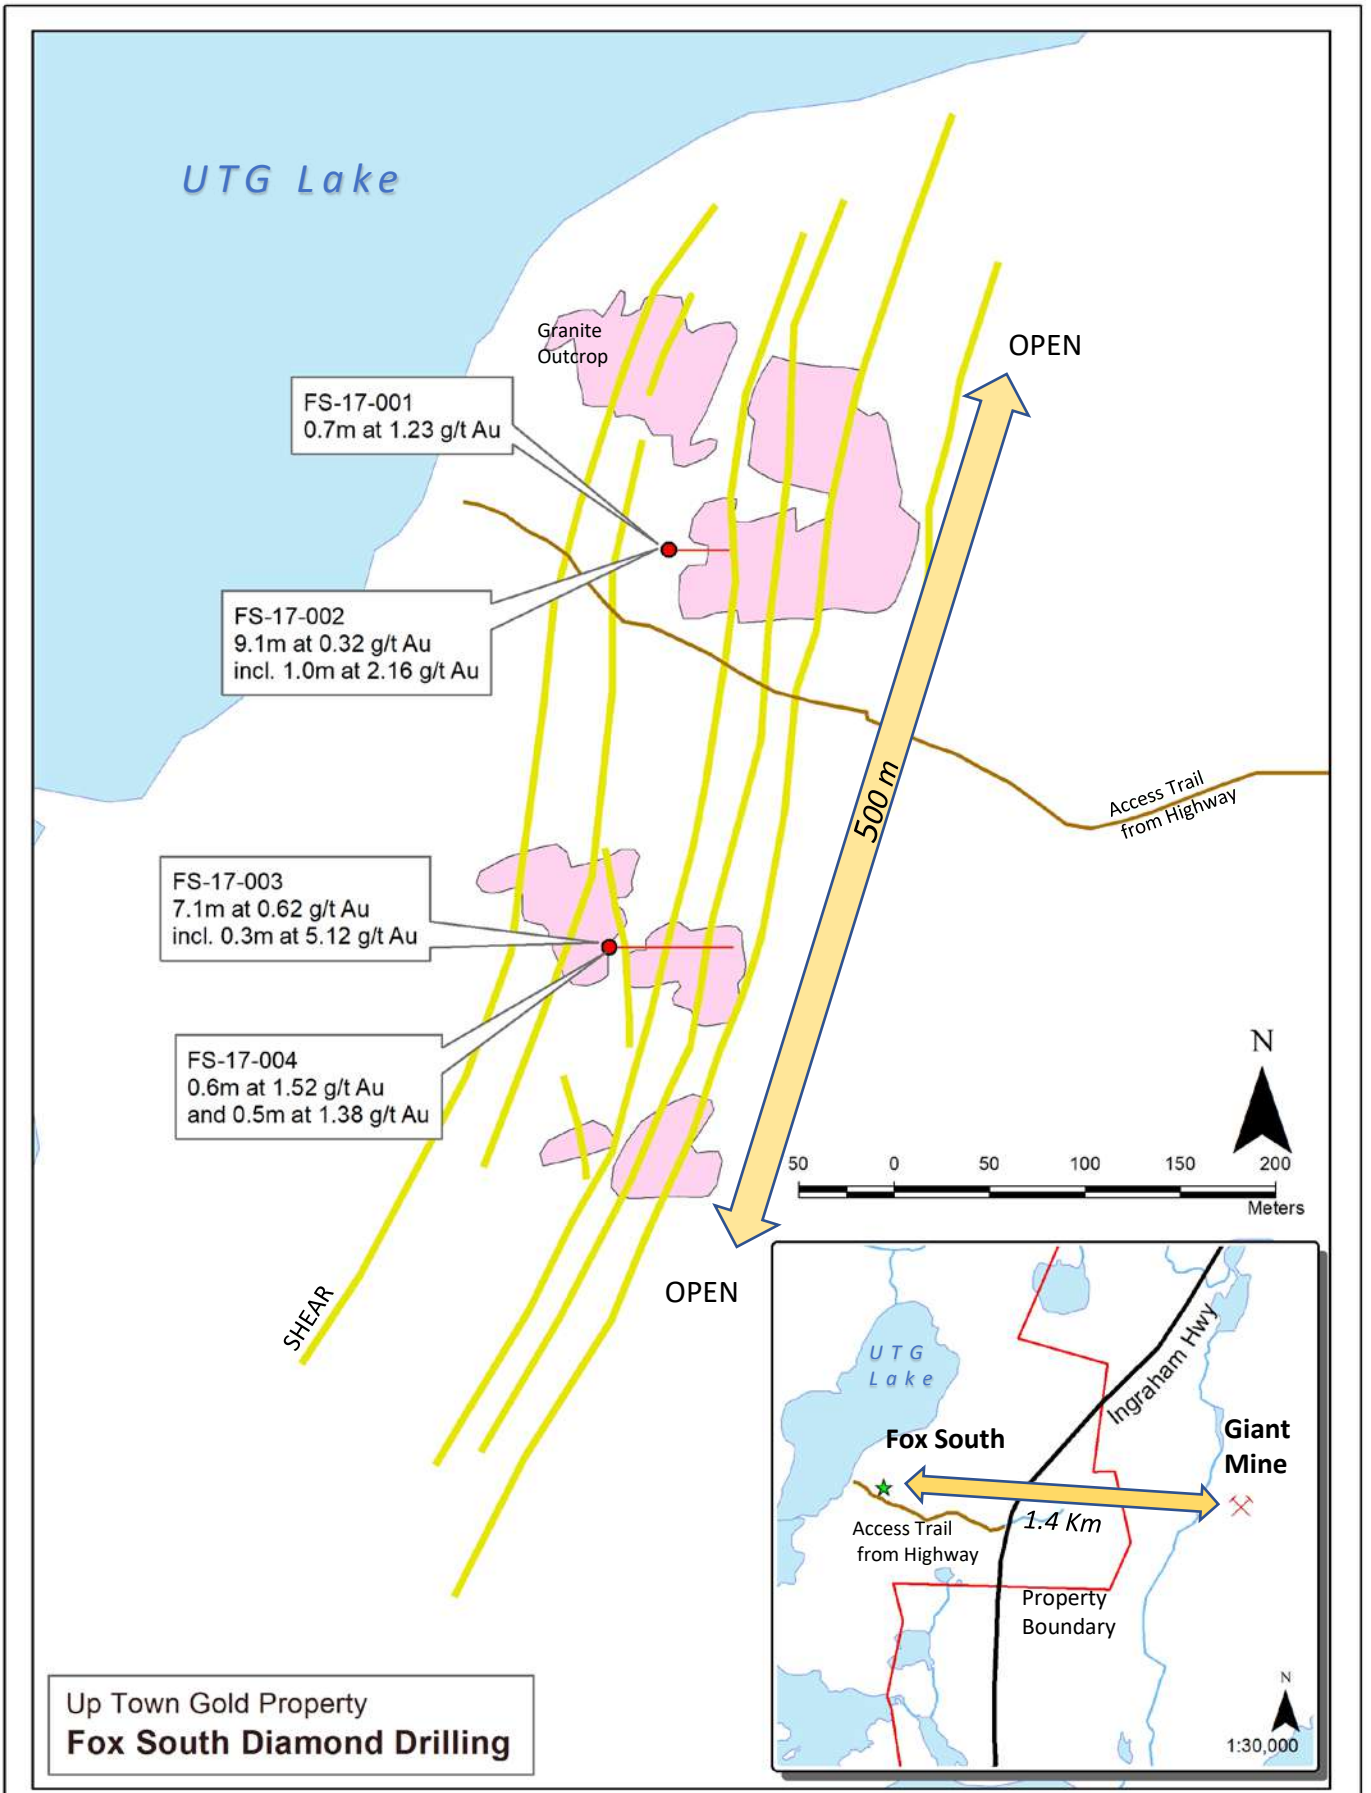 UTG Lake
Granite
Outcrop
OPEN
FS-17-001
0.7m at 1.23 g/t Au
FS-17-002
9.1m at 0.32 g/t Au
incl. 1.0m at 2.16 g/t Au
500 m
Access Trail
from Highway
FS-17-003
7.1m at 0.62 g/t Au
incl. 0.3m at 5.12 g/t Au
FS-17-004
0.6m at 1.52 g/t Au
and 0.5m at 1.38 g/t Au
N
50 0 50 100 150 200
Meters
OPEN
SHEAR
UTG
Lake
Ingraham Hwy
Fox South
Giant
Mine
1.4 Km
Access Trail
from Highway
Property
Boundary
N
1:30,000
Up Town Gold Property
Fox South Diamond Drilling